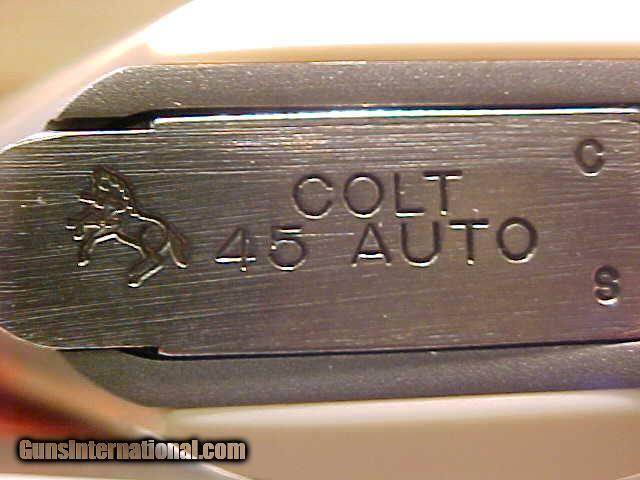 C
COLT
45 AUTO
S
GunsInternational.com